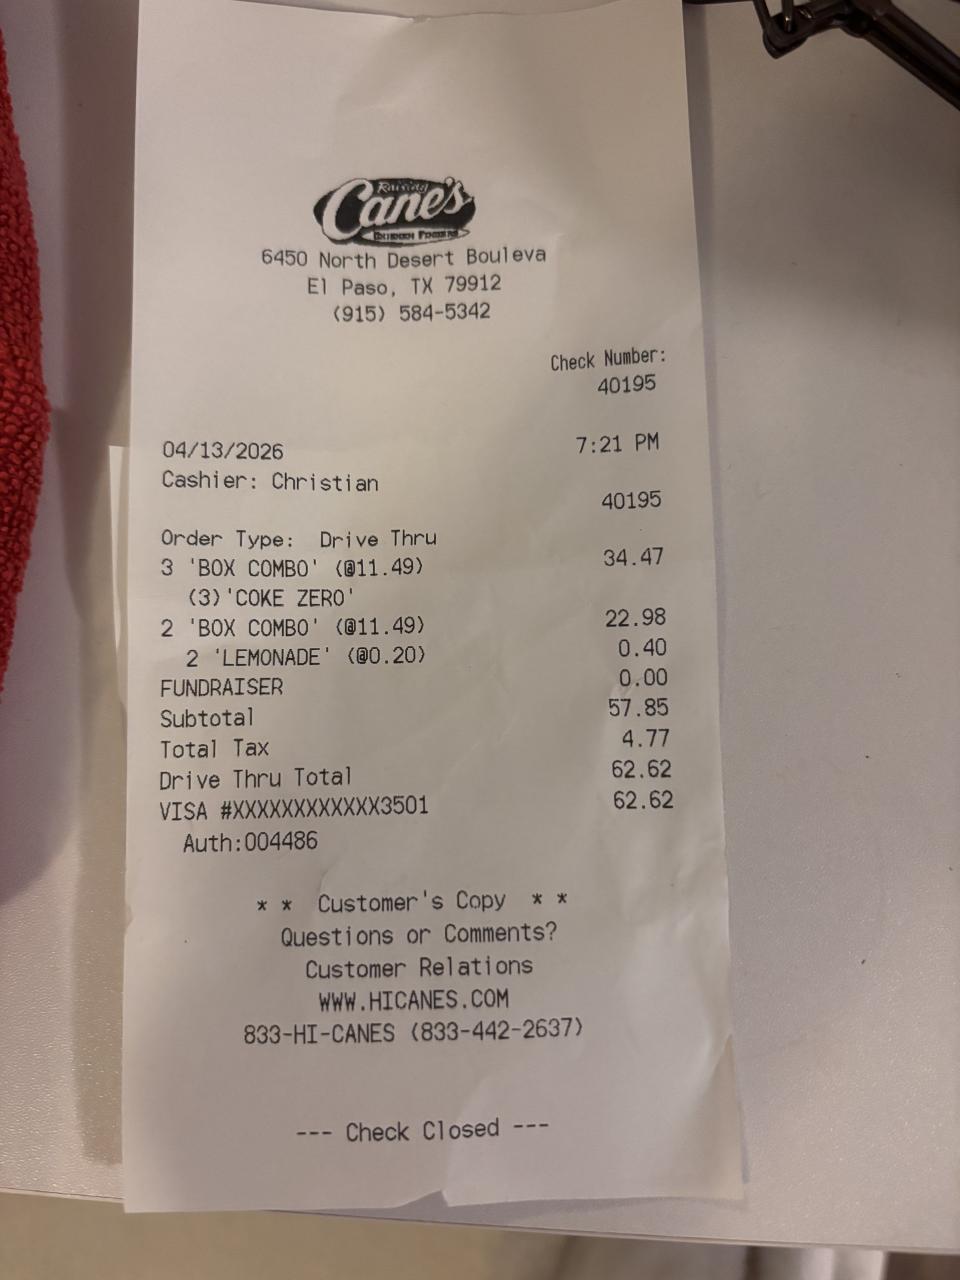 Raising
Cane's
CHICKEN FINGERS
6450 North Desert Bouleva
El Paso, TX 79912
(915) 584-5342
Check Number:
40195
04/13/2026 7:21 PM
Cashier: Christian
40195
Order Type: Drive Thru
3 'BOX COMBO' (@11.49) 34.47
(3)'COKE ZERO'
2 'BOX COMBO' (@11.49) 22.98
2 'LEMONADE' (@0.20) 0.40
FUNDRAISER 0.00
Subtotal 57.85
Total Tax 4.77
Drive Thru Total 62.62
VISA #XXXXXXXXXXXX3501 62.62
Auth:004486
* * Customer's Copy * *
Questions or Comments?
Customer Relations
WWW.HICANES.COM
833-HI-CANES (833-442-2637)
--- Check Closed ---